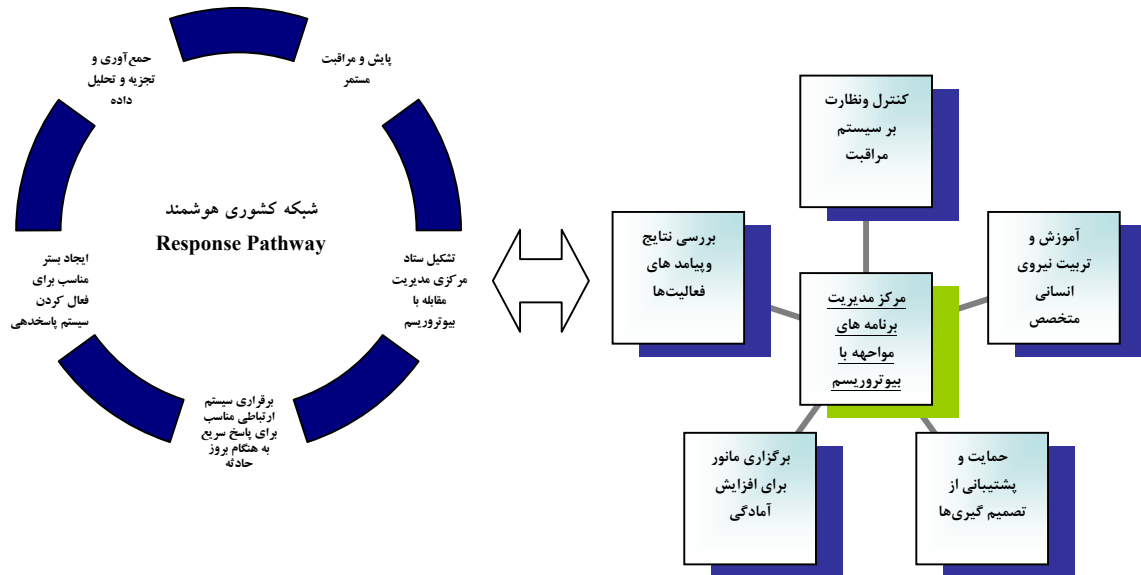 پایش و مراقبت
مستمر
حمع‌آوری و
تجزیه و تحلیل
داده
شبکه کشوری هوشمند
Response Pathway
تشکیل ستاد
مرکزی مدیریت
مقابله با
بیوتروریسم
ایجاد بستر
مناسب برای
فعال کردن
سیستم پاسخدهی
برقراری سیستم
ارتباطی مناسب
برای پاسخ سریع
به هنگام بروز
حادثه
کنترل ونظارت
بر سیستم
مراقبت
آموزش و
تربیت نیروی
انسانی
متخصص
بررسی نتایج
وپیامد های
فعالیت‌ها
مرکز مدیریت
برنامه های
مواحهه با
بیوتروریسم
حمایت و
پشتیبانی از
تصمیم گیری‌ها
برگزاری مانور
برای افزایش
آمادگی